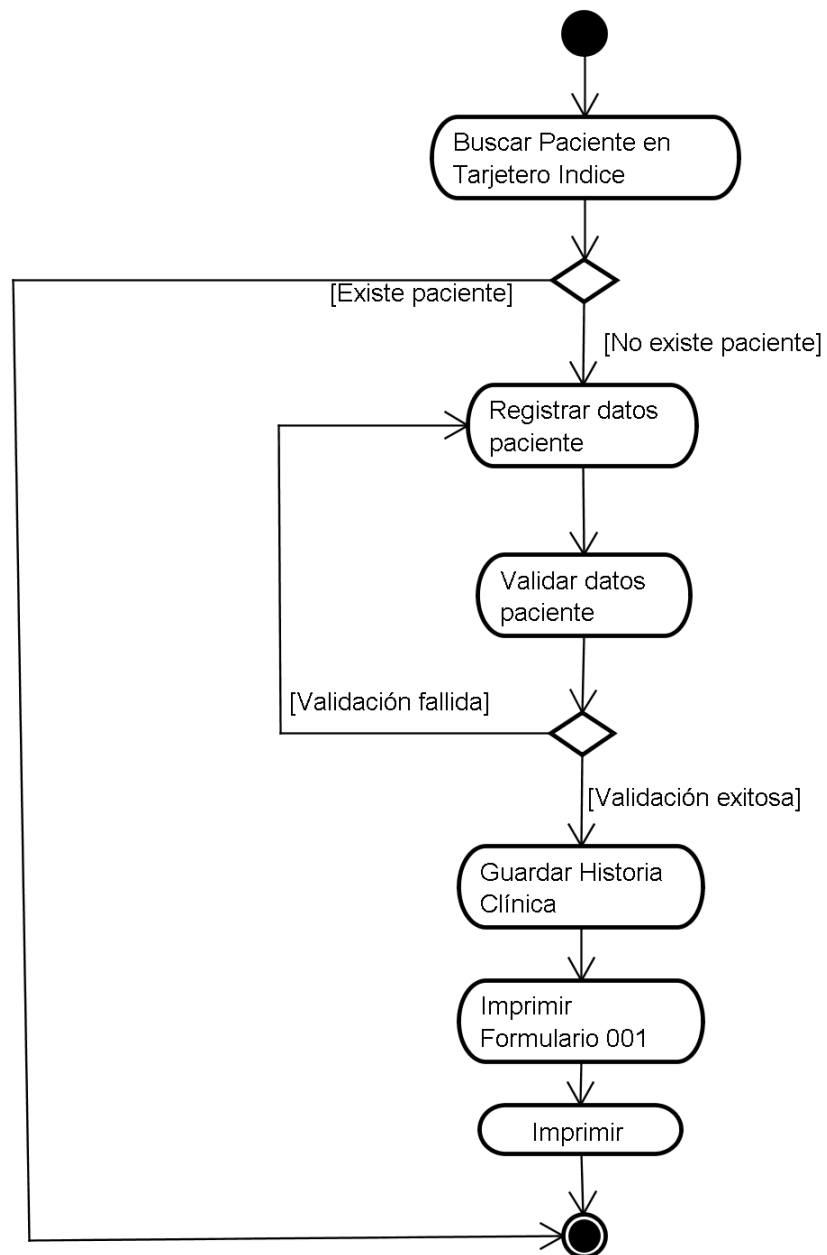 Buscar Paciente en
Tarjetero Indice
[Existe paciente]
[No existe paciente]
Registrar datos
paciente
Validar datos
paciente
[Validación fallida]
[Validación exitosa]
Guardar Historia
Clínica
Imprimir
Formulario 001
Imprimir